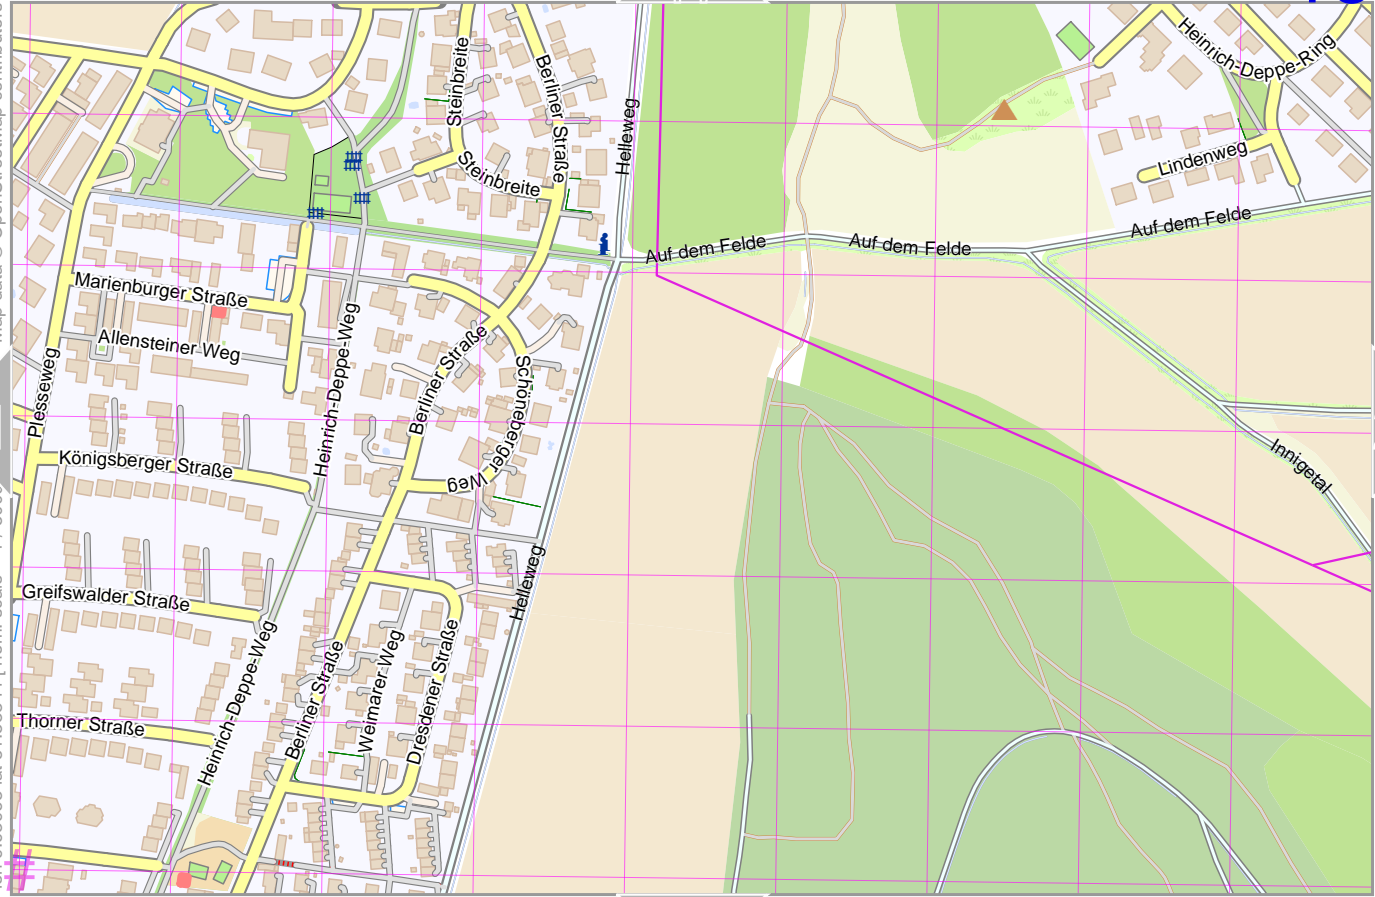 Steinbreite
Berliner Straße
Helleweg
Heinrich-Deppe-Ring
Steinbreite
Lindenweg
Auf dem Felde
Auf dem Felde
Auf dem Felde
Marienburger Straße
Allensteiner Weg
Heinrich-Deppe-Weg
Berliner Straße
Schöneberger Weg
Plesseweg
Königsberger Straße
Innigetal
Helleweg
Greifswalder Straße
Heinrich-Deppe-Weg
Berliner Straße
Weimarer Weg
Dresdener Straße
Thorner Straße
#